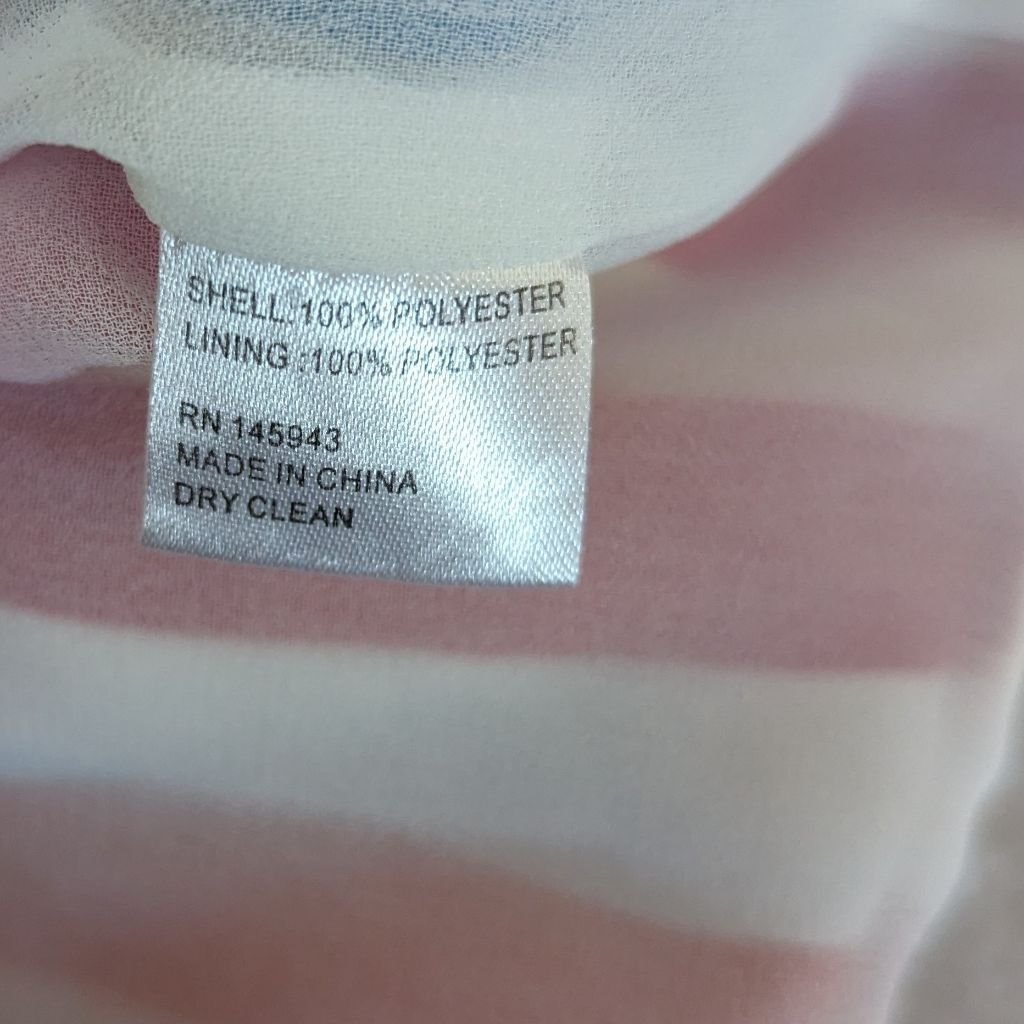 SHELL:100% POLYESTER
LINING:100% POLYESTER
RN 145943
MADE IN CHINA
DRY CLEAN